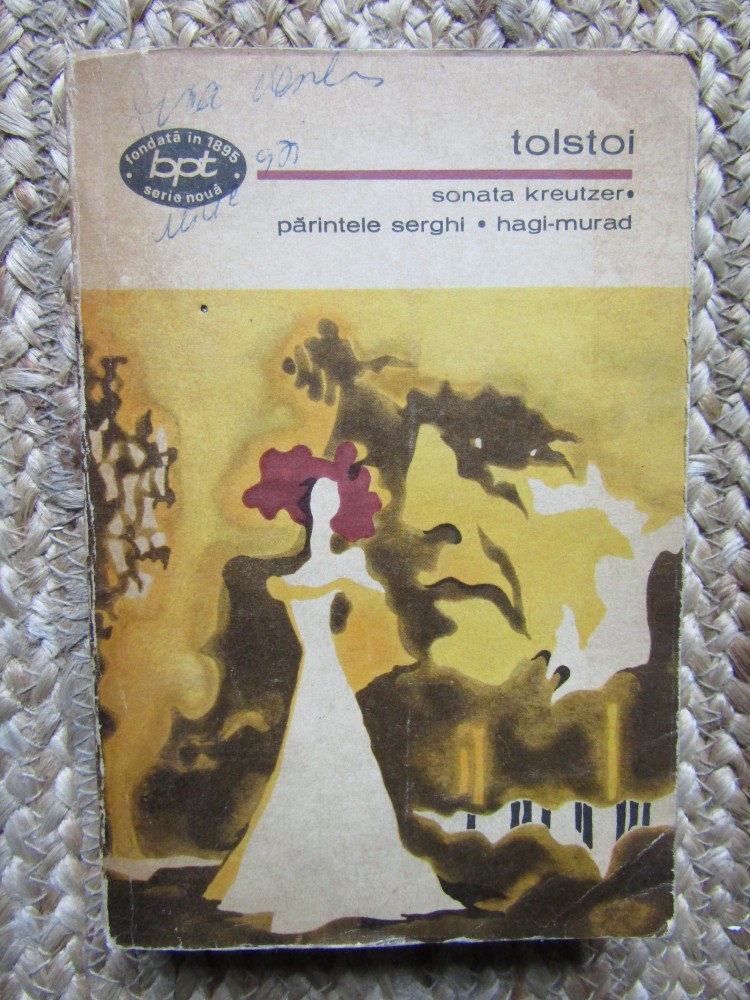 fondată în 1895
bpt
serie nouă
tolstoi
sonata kreutzer•
părintele serghi • hagi-murad